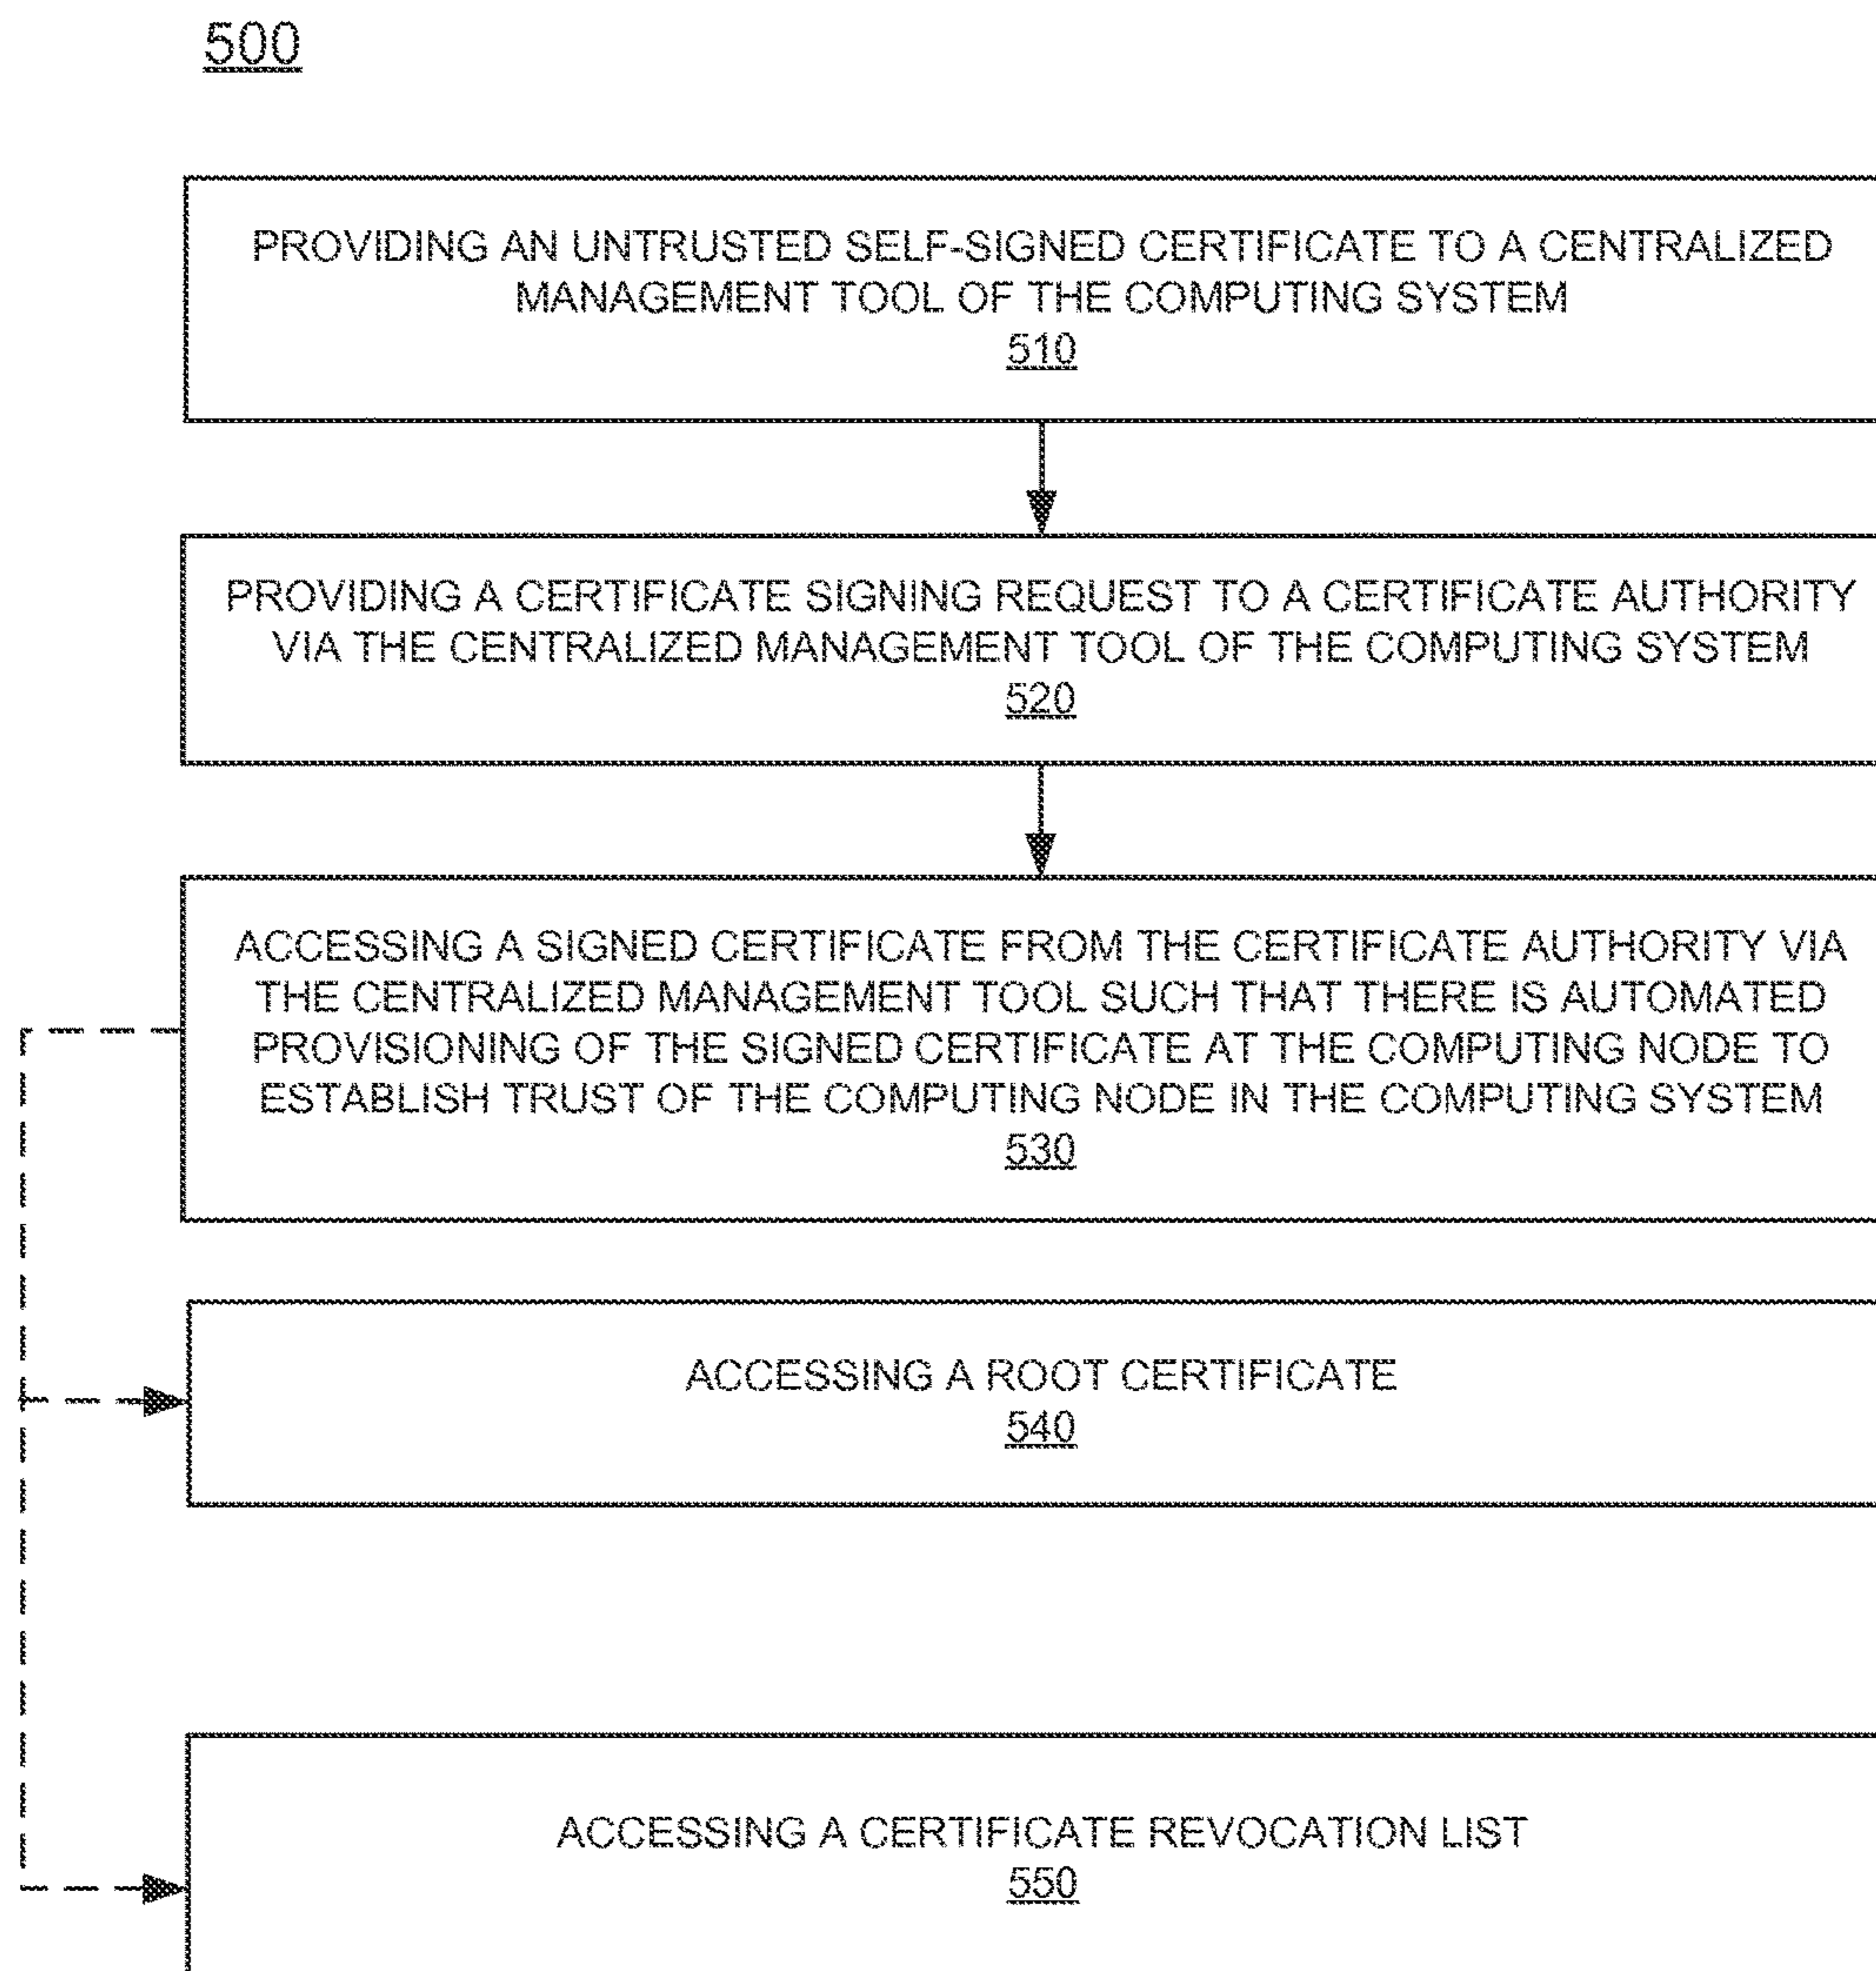 500
PROVIDING AN UNTRUSTED SELF-SIGNED CERTIFICATE TO A CENTRALIZED
MANAGEMENT TOOL OF THE COMPUTING SYSTEM
510
PROVIDING A CERTIFICATE SIGNING REQUEST TO A CERTIFICATE AUTHORITY
VIA THE CENTRALIZED MANAGEMENT TOOL OF THE COMPUTING SYSTEM
520
ACCESSING A SIGNED CERTIFICATE FROM THE CERTIFICATE AUTHORITY VIA
THE CENTRALIZED MANAGEMENT TOOL SUCH THAT THERE IS AUTOMATED
PROVISIONING OF THE SIGNED CERTIFICATE AT THE COMPUTING NODE TO
ESTABLISH TRUST OF THE COMPUTING NODE IN THE COMPUTING SYSTEM
530
ACCESSING A ROOT CERTIFICATE
540
ACCESSING A CERTIFICATE REVOCATION LIST
550